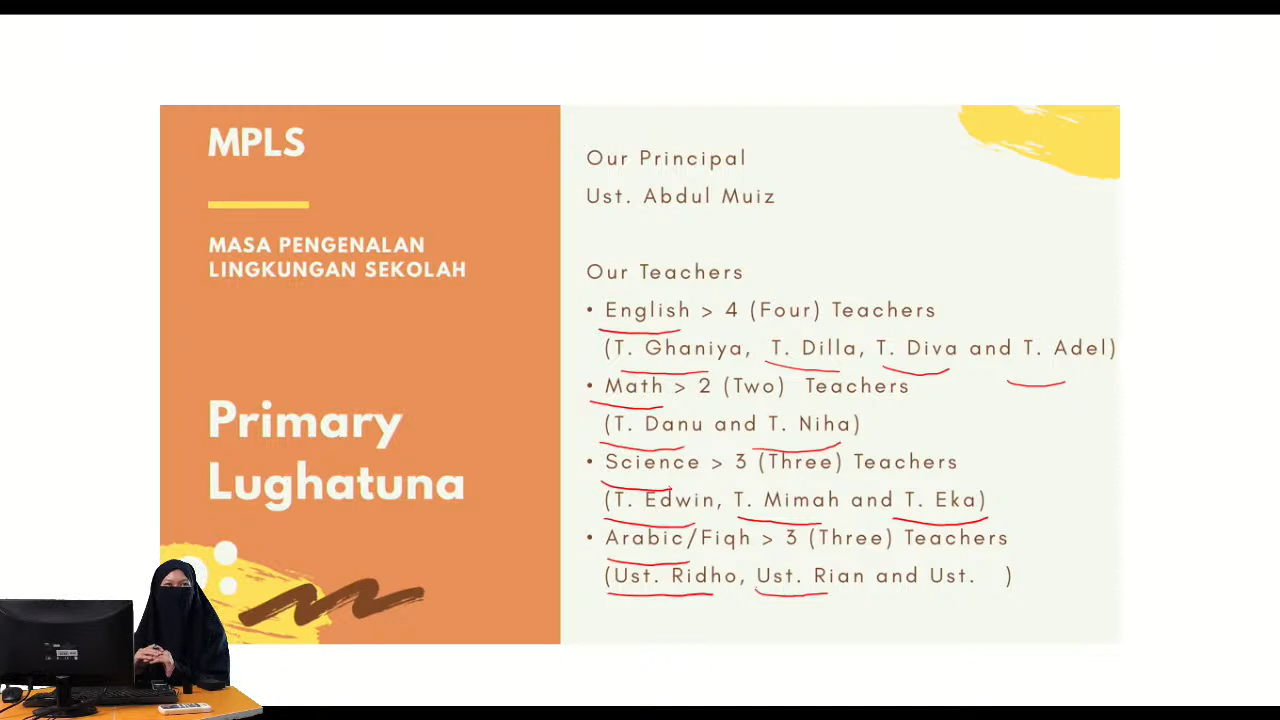 MPLS
MASA PENGENALAN
LINGKUNGAN SEKOLAH
Primary
Lughatuna
Our Principal
Ust. Abdul Muiz
Our Teachers
• English > 4 (Four) Teachers
(T. Ghaniya, T. Dilla, T. Diva and T. Adel)
• Math > 2 (Two) Teachers
(T. Danu and T. Niha)
• Science > 3 (Three) Teachers
(T. Edwin, T. Mimah and T. Eka)
• Arabic/Fiqh > 3 (Three) Teachers
(Ust. Ridho, Ust. Rian and Ust. )